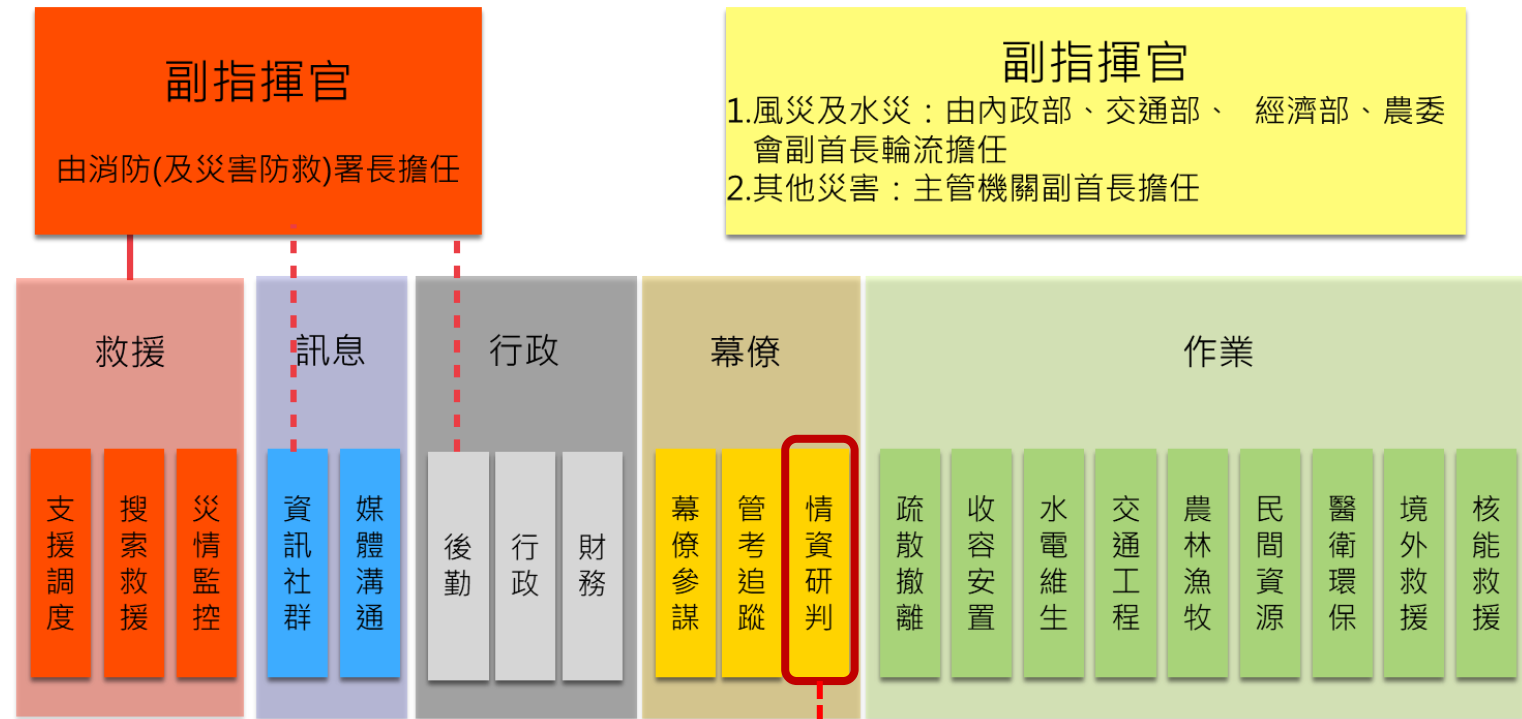 副指揮官
由消防(及災害防救)署長擔任
副指揮官
1.風災及水災：由內政部、交通部、 經濟部、農委
會副首長輪流擔任
2.其他災害：主管機關副首長擔任
救援
訊息
行政
幕僚
作業
支援調度
搜索救援
災情監控
資訊社群
媒體溝通
後勤
行政
財務
幕僚參謀
管考追蹤
情資研判
疏散撤離
收容安置
水電維生
交通工程
農林漁牧
民間資源
醫衛環保
境外救援
核能救援